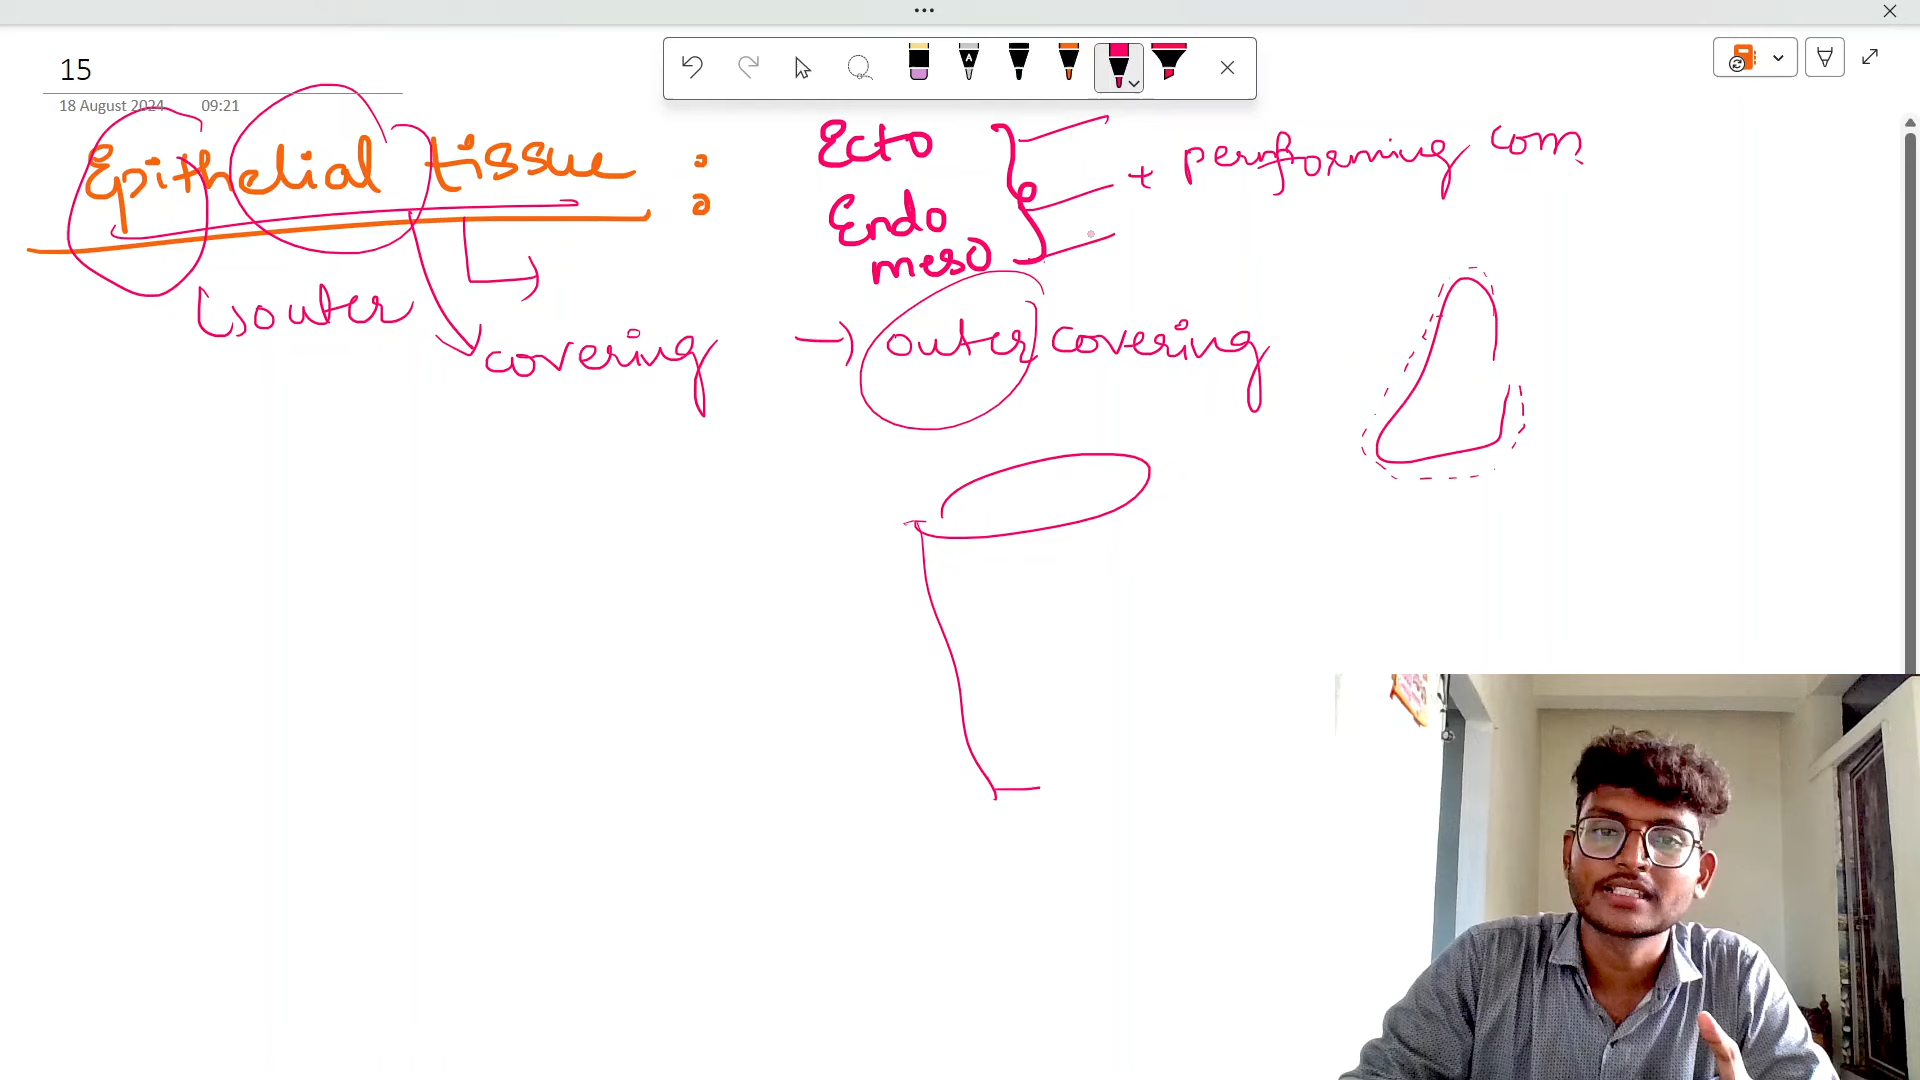 15
18 August 2024 09:21
Epithelial tissue :
Ecto
Endo
meso
+ performing com
outer
covering → outer covering
A